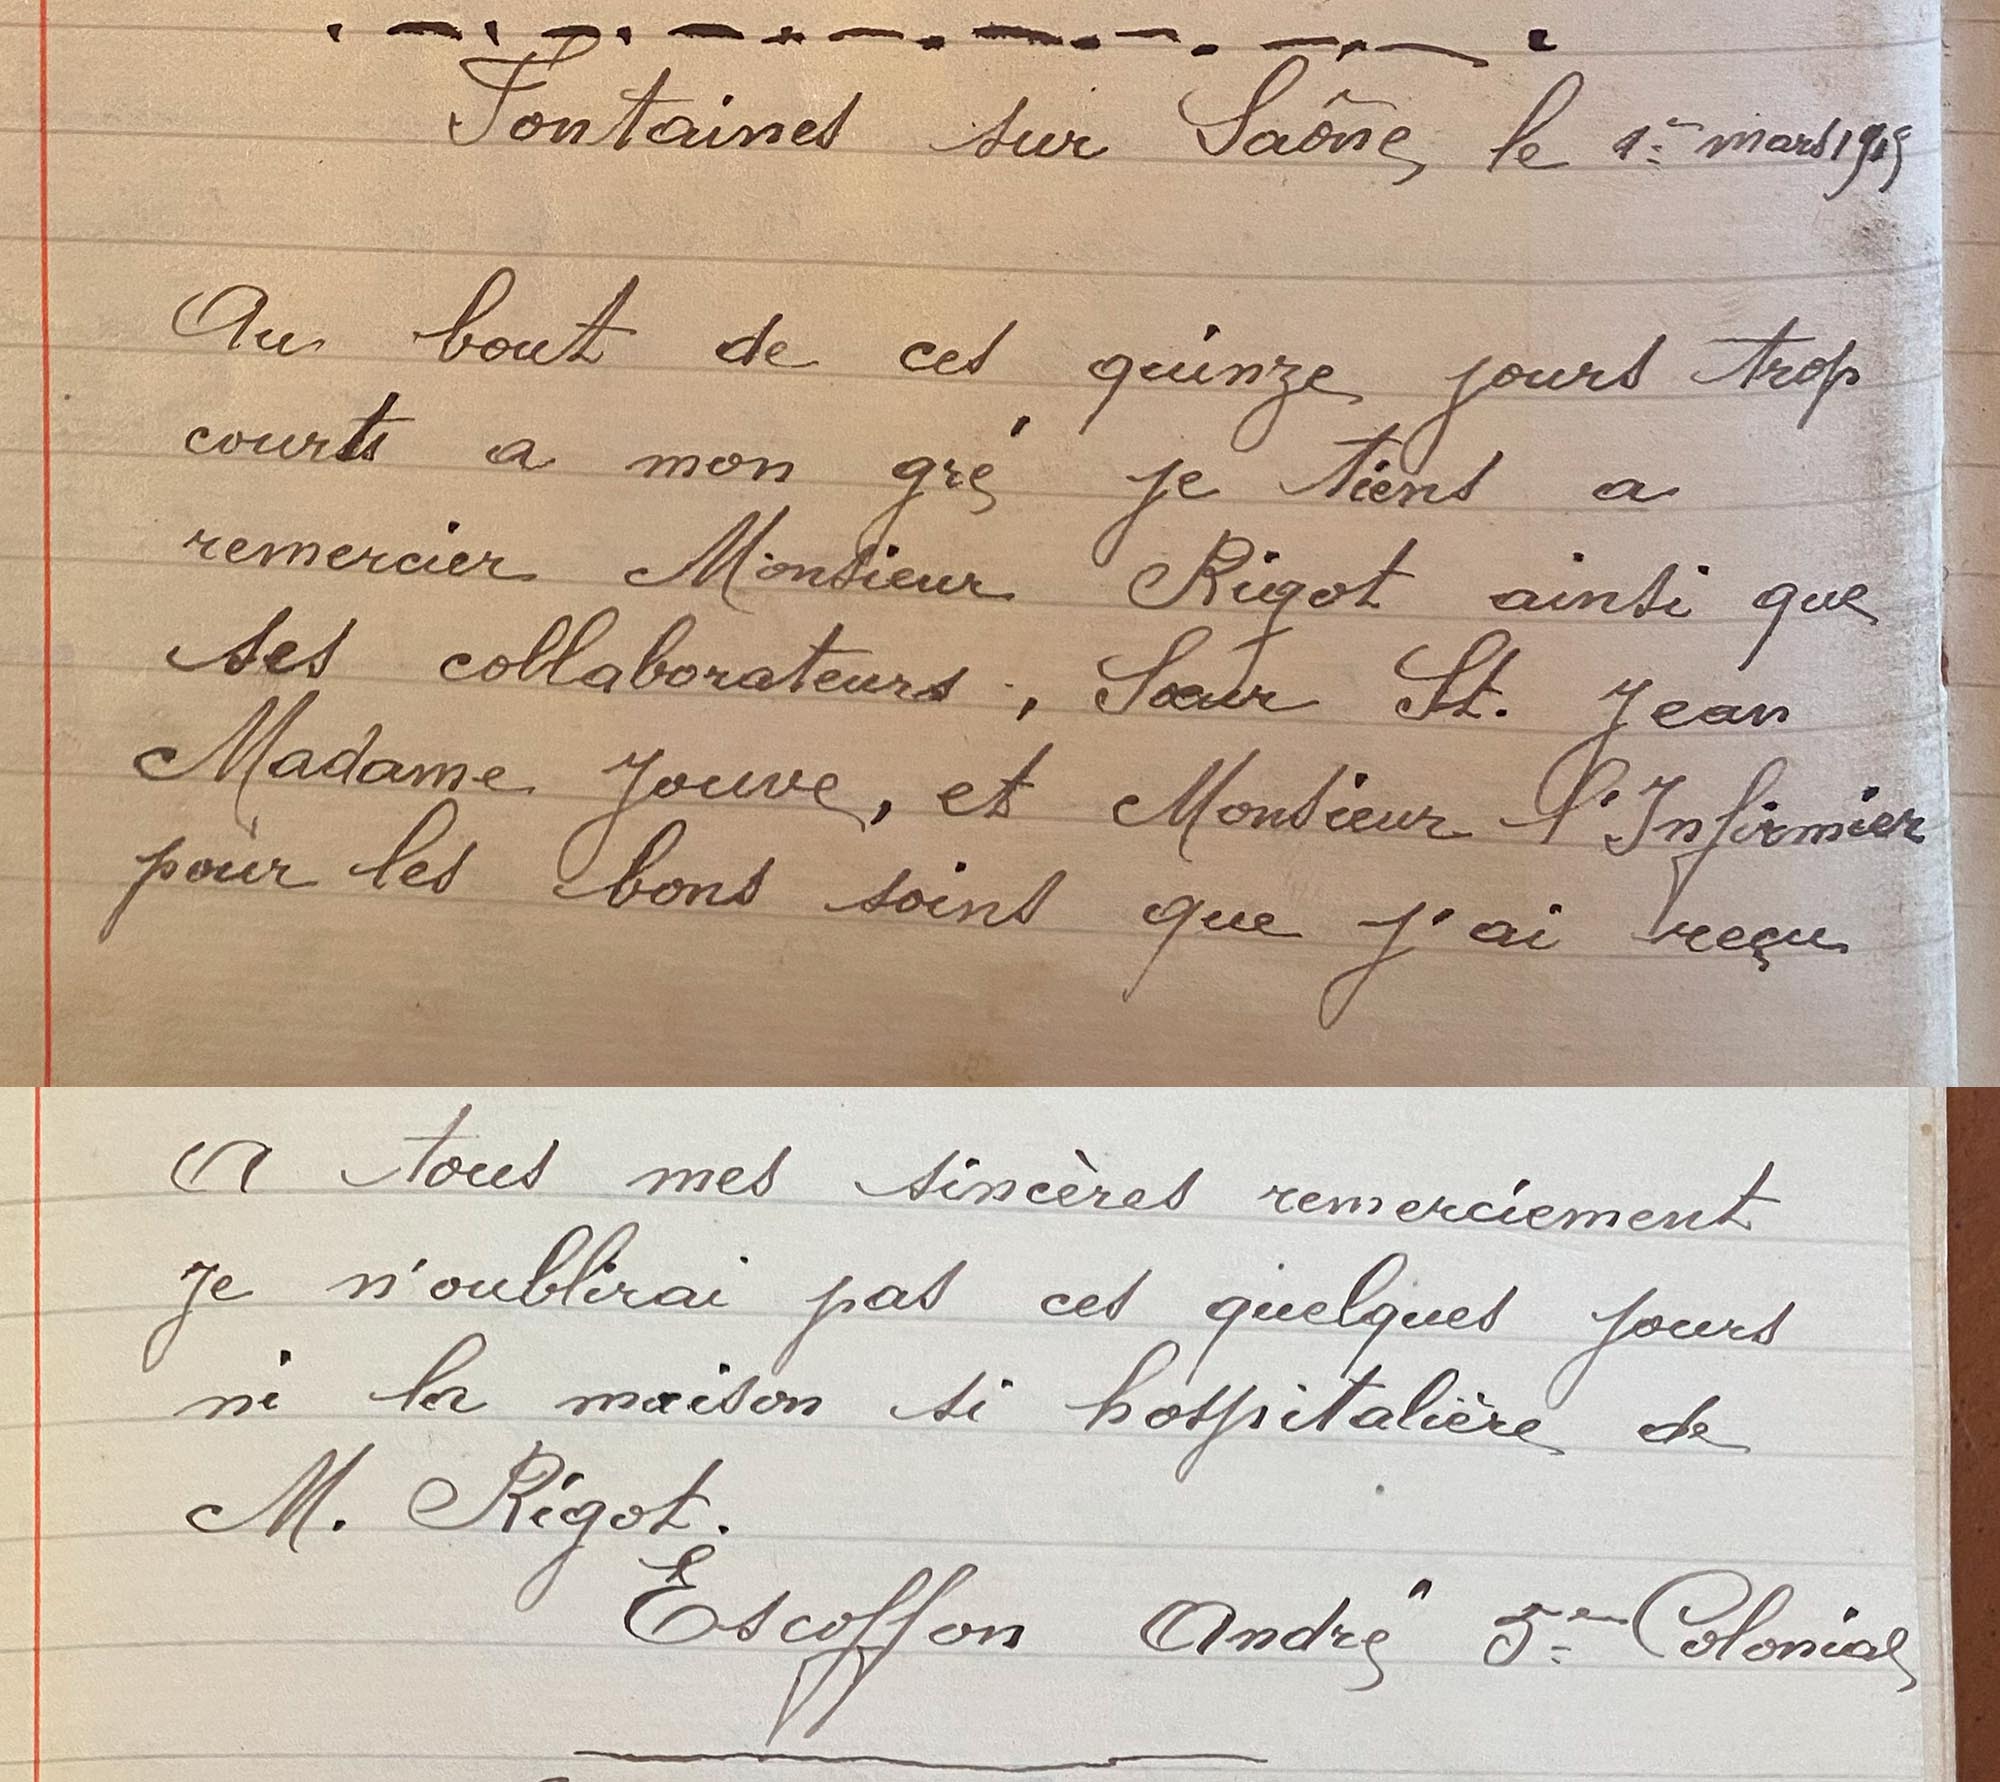 Fontaines sur Saône, le 1er mars 1915
Au bout de ces quinze jours trop
courts a mon gré je tiens a
remercier Monsieur Rigot ainsi que
ses collaborateurs, Sœur St. Jean
Madame Jouve, et Monsieur l'Infirmier
pour les bons soins que j'ai reçu
A tous mes sincères remerciement
Je n'oublirai pas ces quelques jours
ni la maison si hospitalière de
M. Rigot.
Escoffon André 5me Colonial